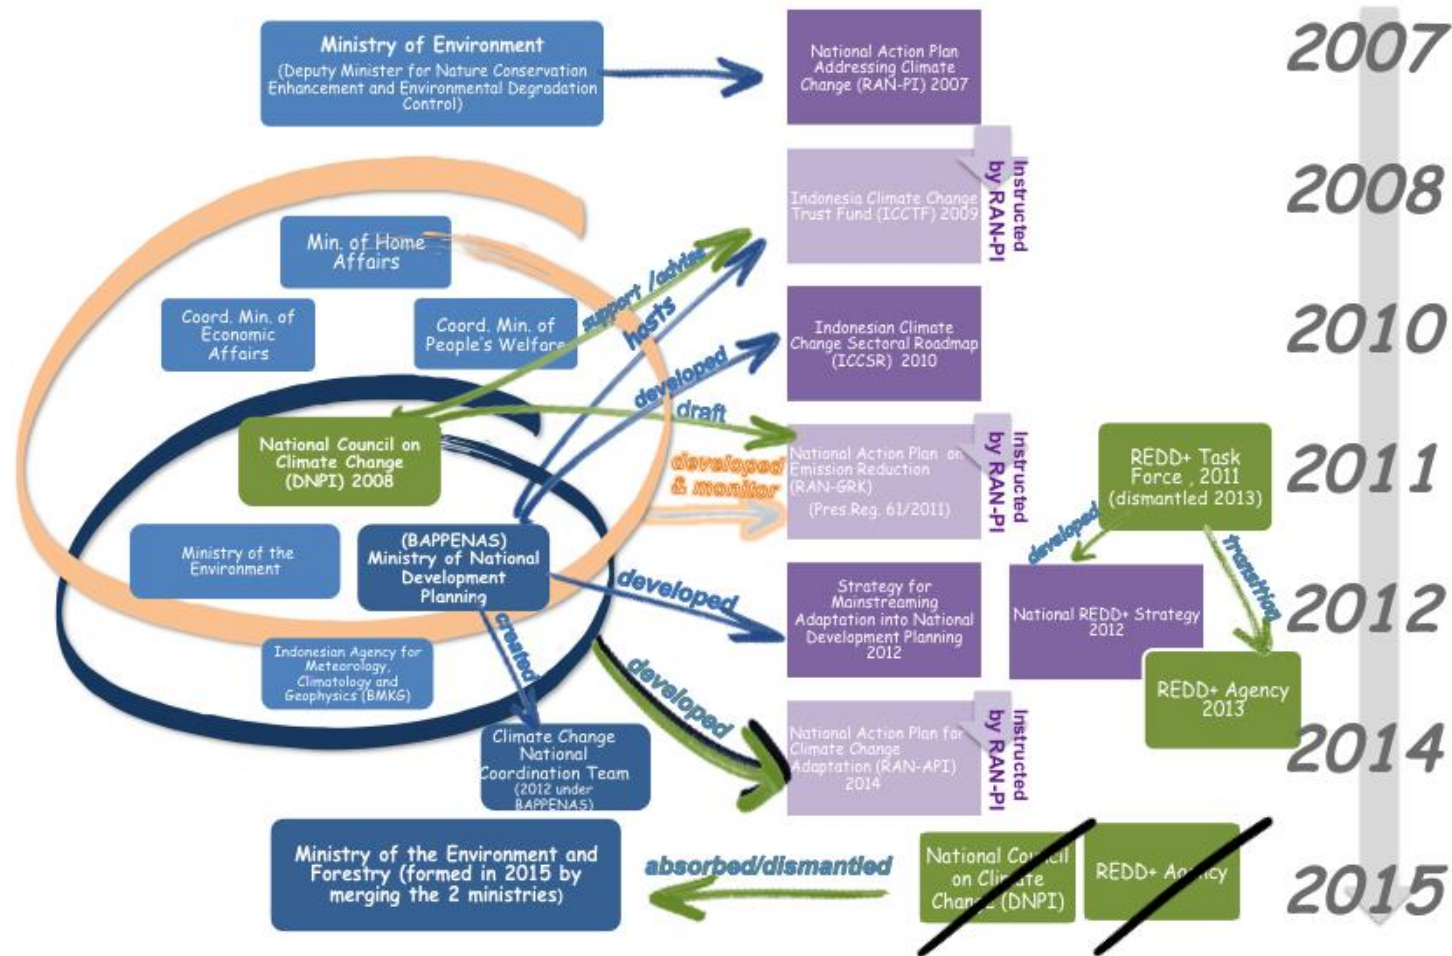 Ministry of Environment
(Deputy Minister for Nature Conservation
Enhancement and Environmental Degradation
Control)
National Action Plan
Addressing Climate
Change (RAN-PI) 2007
2007
Instructed
by RAN-PI
Indonesia Climate Change
Trust Fund (ICCTF) 2009
2008
Min. of Home
Affairs
Coord. Min. of
Economic
Affairs
Coord. Min. of
People's Welfare
support /advise
hosts
developed
draft
Indonesian Climate
Change Sectoral Roadmap
(ICCSR) 2010
2010
National Council on
Climate Change
(DNPI) 2008
developed
& monitor
National Action Plan on
Emission Reduction
(RAN-GRK)
(Pres.Reg. 61/2011)
Instructed
by RAN-PI
REDD+ Task
Force , 2011
(dismantled 2013)
2011
developed
transition
Ministry of the
Environment
(BAPPENAS)
Ministry of National
Development
Planning
developed
Strategy for
Mainstreaming
Adaptation into National
Development Planning
2012
National REDD+ Strategy
2012
2012
created
Indonesian Agency for
Meteorology,
Climatology and
Geophysics (BMKG)
developed
REDD+ Agency
2013
Climate Change
National
Coordination Team
(2012 under
BAPPENAS)
National Action Plan for
Climate Change
Adaptation (RAN-API)
2014
Instructed
by RAN-PI
2014
Ministry of the Environment and
Forestry (formed in 2015 by
merging the 2 ministries)
absorbed/dismantled
National Council
on Climate
Change (DNPI)
REDD+ Agency
2015